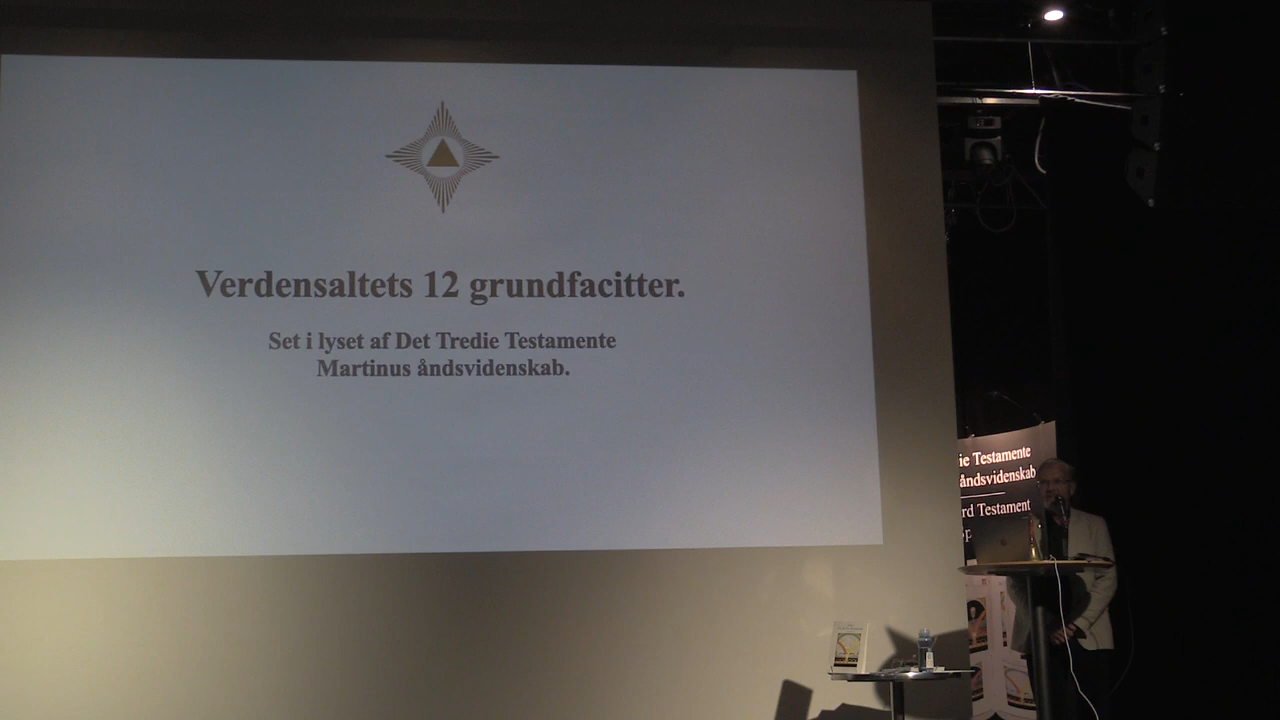 Verdensaltets 12 grundfacitter.
Set i lyset af Det Tredie Testamente
Martinus åndsvidenskab.
ie Testamente
åndsvidenskab
rd Testament